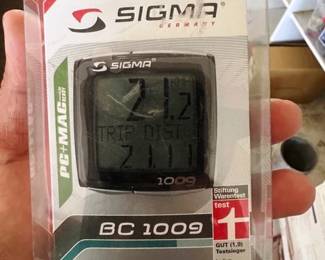 SIGMA
GERMANY
SIGMA
21.2
TRIP DIST
21.11
1009
PC+MAC
READY
BC 1009
Stiftung
Warentest
test
GUT (1,9)
Testsieger